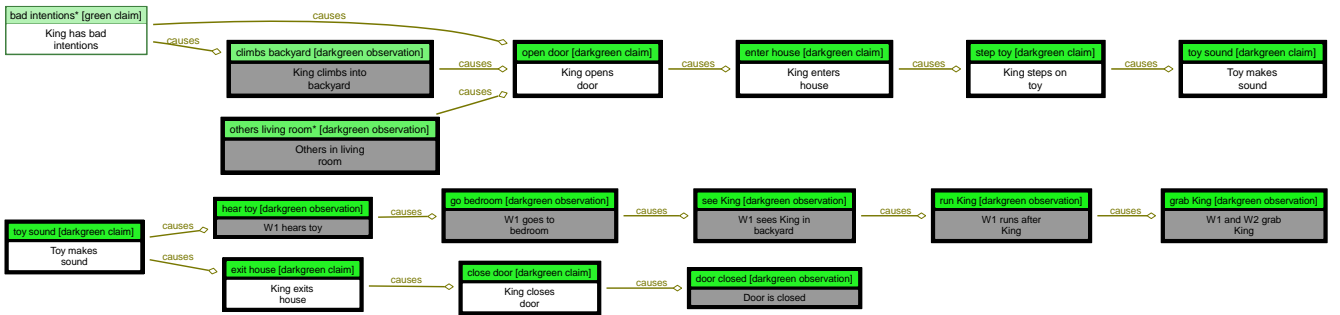 bad intentions* [green claim]
King has bad
intentions
causes
causes
climbs backyard [darkgreen observation]
King climbs into
backyard
causes
open door [darkgreen claim]
King opens
door
causes
enter house [darkgreen claim]
King enters
house
causes
step toy [darkgreen claim]
King steps on
toy
causes
toy sound [darkgreen claim]
Toy makes
sound
causes
others living room* [darkgreen observation]
Others in living
room
toy sound [darkgreen claim]
Toy makes
sound
causes
hear toy [darkgreen observation]
W1 hears toy
causes
go bedroom [darkgreen observation]
W1 goes to
bedroom
causes
see King [darkgreen observation]
W1 sees King in
backyard
causes
run King [darkgreen observation]
W1 runs after
King
causes
grab King [darkgreen observation]
W1 and W2 grab
King
causes
exit house [darkgreen claim]
King exits
house
causes
close door [darkgreen claim]
King closes
door
causes
door closed [darkgreen observation]
Door is closed